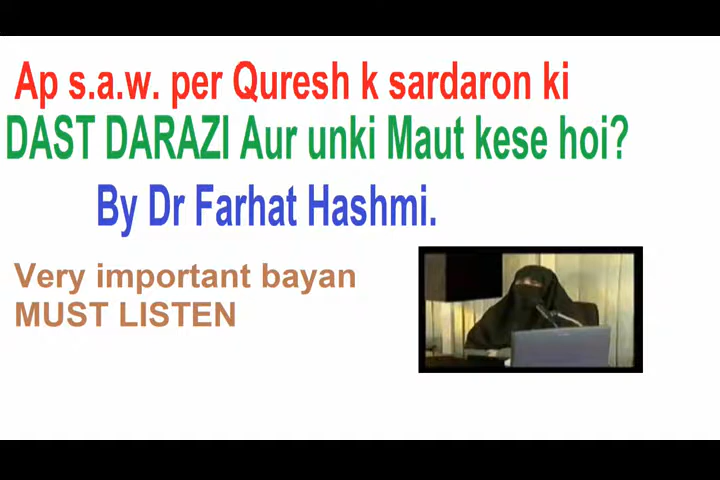 Ap s.a.w. per Quresh k sardaron ki
DAST DARAZI Aur unki Maut kese hoi?
By Dr Farhat Hashmi.
Very important bayan
MUST LISTEN